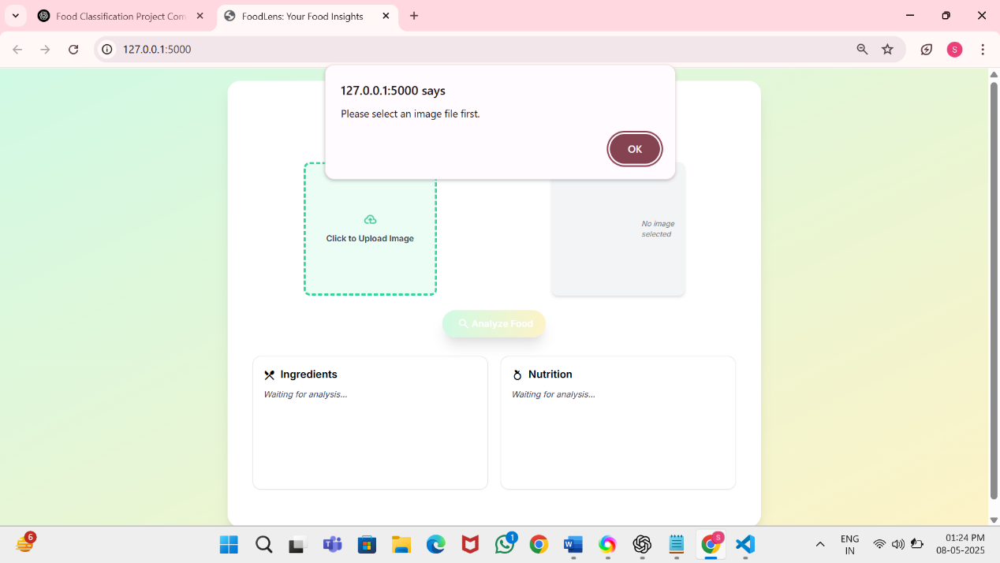 Food Classification Project Com
FoodLens: Your Food Insights
127.0.0.1:5000
S
127.0.0.1:5000 says
Please select an image file first.
OK
Click to Upload Image
No image
selected
Analyze Food
Ingredients
Waiting for analysis...
Nutrition
Waiting for analysis...
6
T
1
W
S
ENG
IN
01:24 PM
08-05-2025